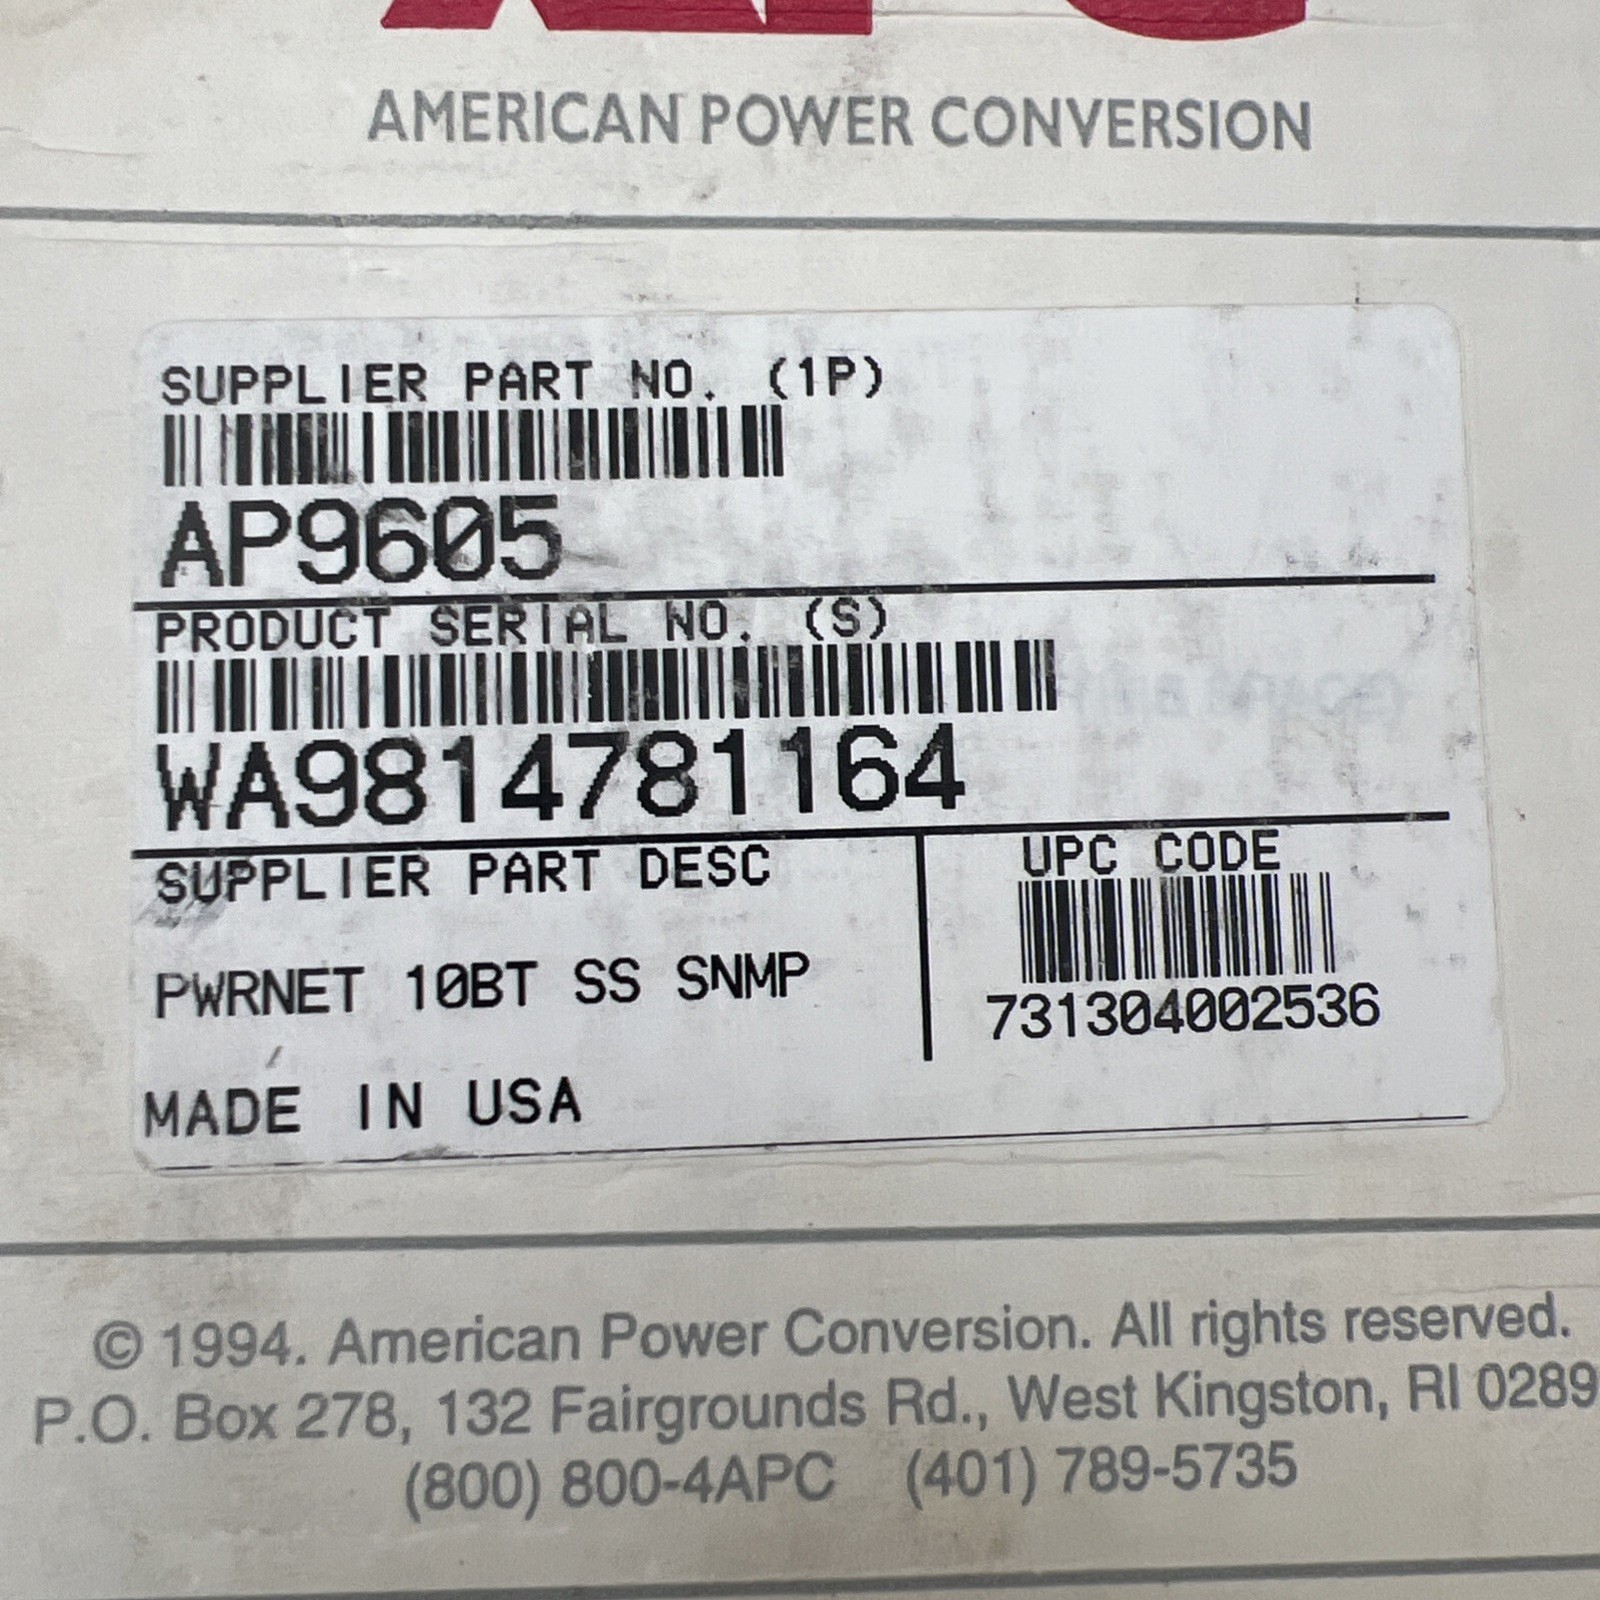 APC
AMERICAN POWER CONVERSION
SUPPLIER PART NO. (1P)
AP9605
PRODUCT SERIAL NO. (S)
WA9814781164
SUPPLIER PART DESC
UPC CODE
PWRNET 10BT SS SNMP
731304002536
MADE IN USA
© 1994. American Power Conversion. All rights reserved.
P.O. Box 278, 132 Fairgrounds Rd., West Kingston, RI 0289
(800) 800-4APC (401) 789-5735